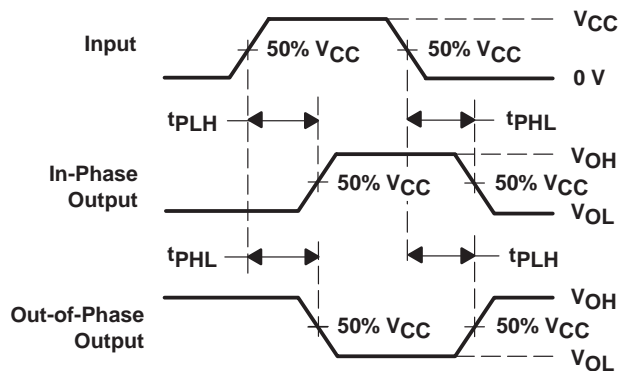 VCC
Input
50% VCC
50% VCC
0 V
tPLH
tPHL
VOH
In-Phase
Output
50% VCC
50% VCC
VOL
tPHL
tPLH
VOH
Out-of-Phase
Output
50% VCC
50% VCC
VOL